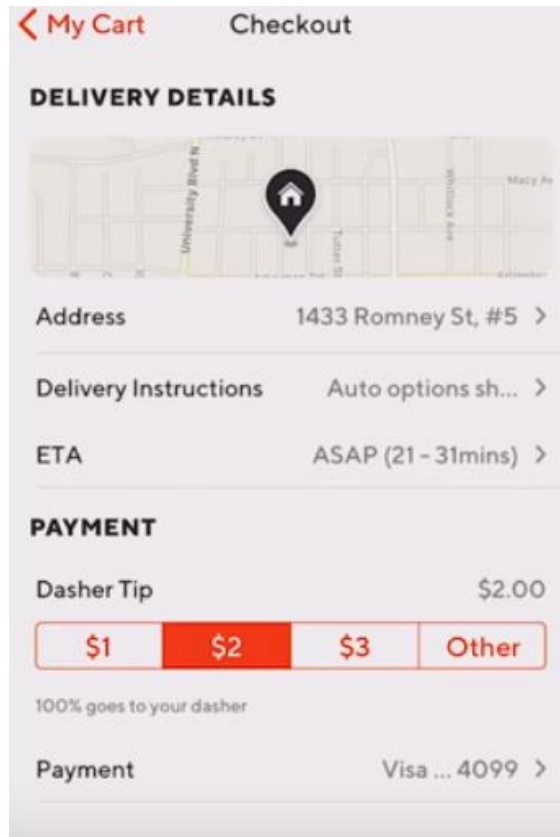 My Cart Checkout
DELIVERY DETAILS
University Blvd N
Macy Av
Whitlock Ave
Address 1433 Romney St, #5
Delivery Instructions Auto options sh...
ETA ASAP (21 - 31mins)
PAYMENT
Dasher Tip $2.00
$1 $2 $3 Other
100% goes to your dasher
Payment Visa ... 4099